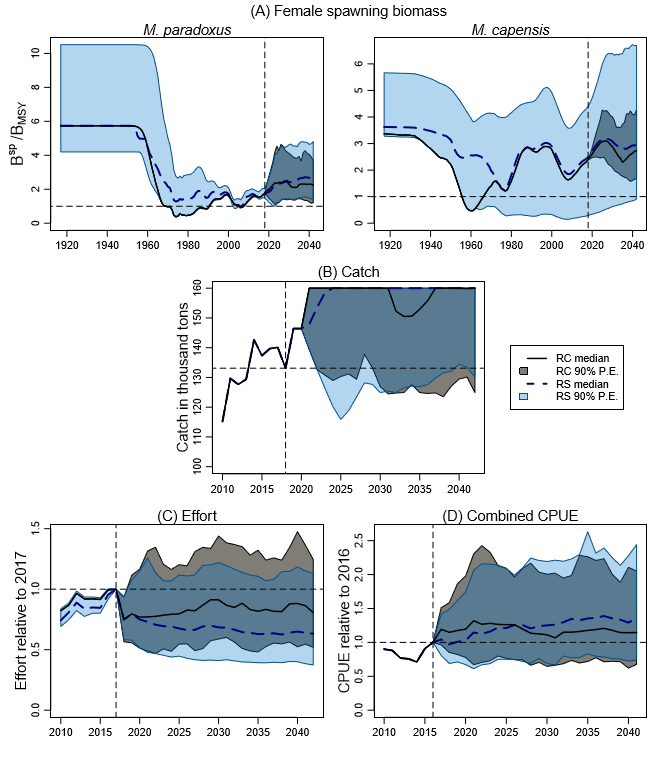 (A) Female spawning biomass
M. paradoxus
M. capensis
B^sp/B_MSY
0 2 4 6 8 10
1920 1940 1960 1980 2000 2020 2040
0 1 2 3 4 5 6
1920 1940 1960 1980 2000 2020 2040
(B) Catch
Catch in thousand tons
100 110 120 130 140 150 160
2010 2015 2020 2025 2030 2035 2040
RC median
RC 90% P.E.
RS median
RS 90% P.E.
(C) Effort
Effort relative to 2017
0.0 0.5 1.0 1.5
2010 2015 2020 2025 2030 2035 2040
(D) Combined CPUE
CPUE relative to 2016
0.0 0.5 1.0 1.5 2.0 2.5
2010 2015 2020 2025 2030 2035 2040